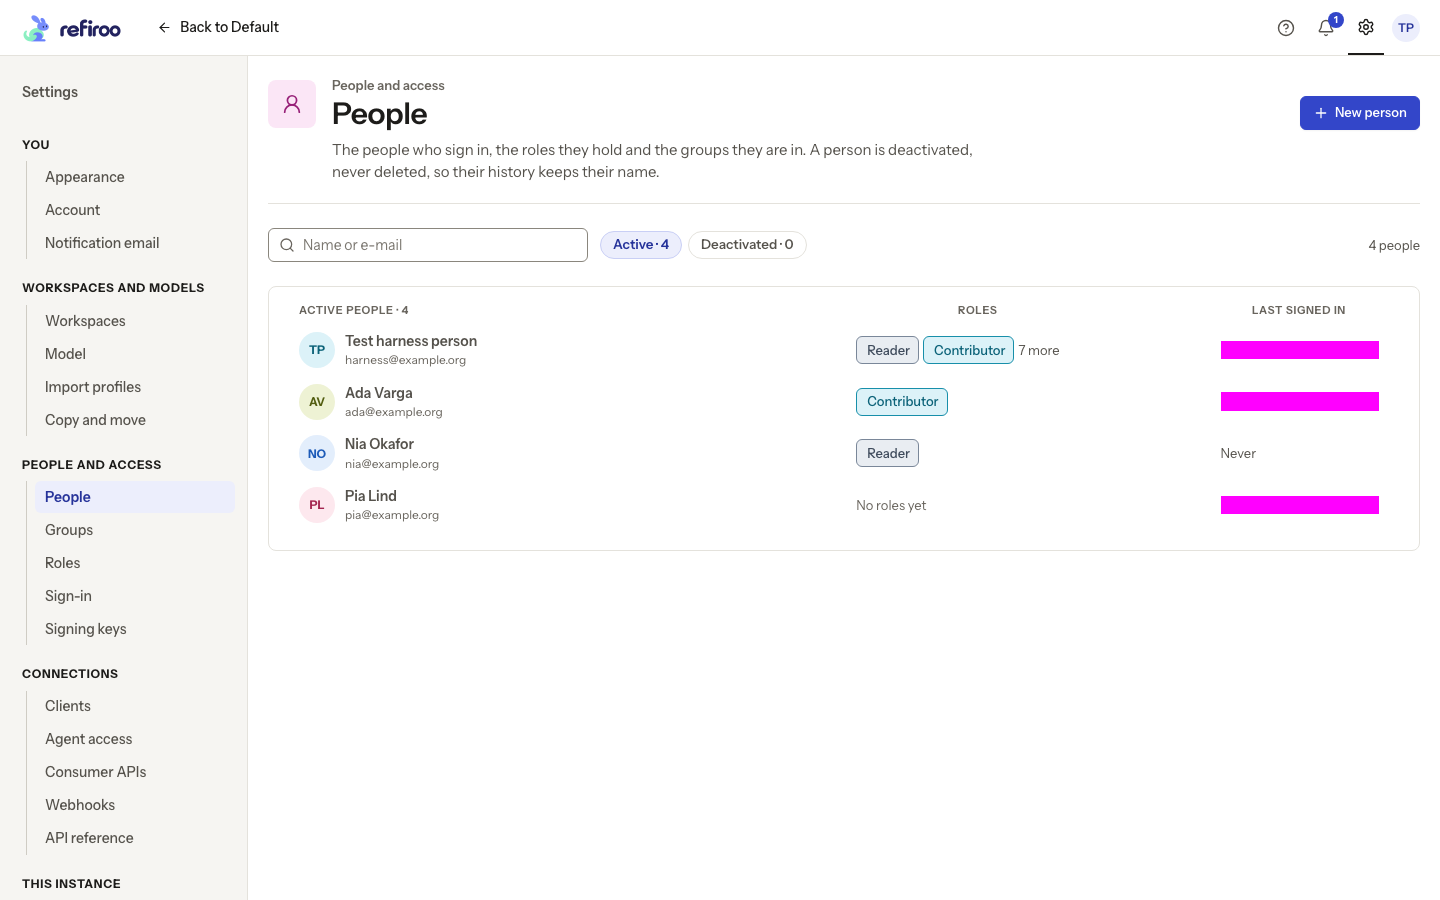 refiroo
Back to Default
1
TP
Settings
YOU
Appearance
Account
Notification email
WORKSPACES AND MODELS
Workspaces
Model
Import profiles
Copy and move
PEOPLE AND ACCESS
People
Groups
Roles
Sign-in
Signing keys
CONNECTIONS
Clients
Agent access
Consumer APIs
Webhooks
API reference
THIS INSTANCE
People and access
People
New person
The people who sign in, the roles they hold and the groups they are in. A person is deactivated,
never deleted, so their history keeps their name.
Name or e-mail
Active · 4
Deactivated · 0
4 people
ACTIVE PEOPLE · 4 ROLES LAST SIGNED IN
TP Test harness person
harness@example.org
Reader Contributor 7 more
AV Ada Varga
ada@example.org
Contributor
NO Nia Okafor
nia@example.org
Reader
Never
PL Pia Lind
pia@example.org
No roles yet